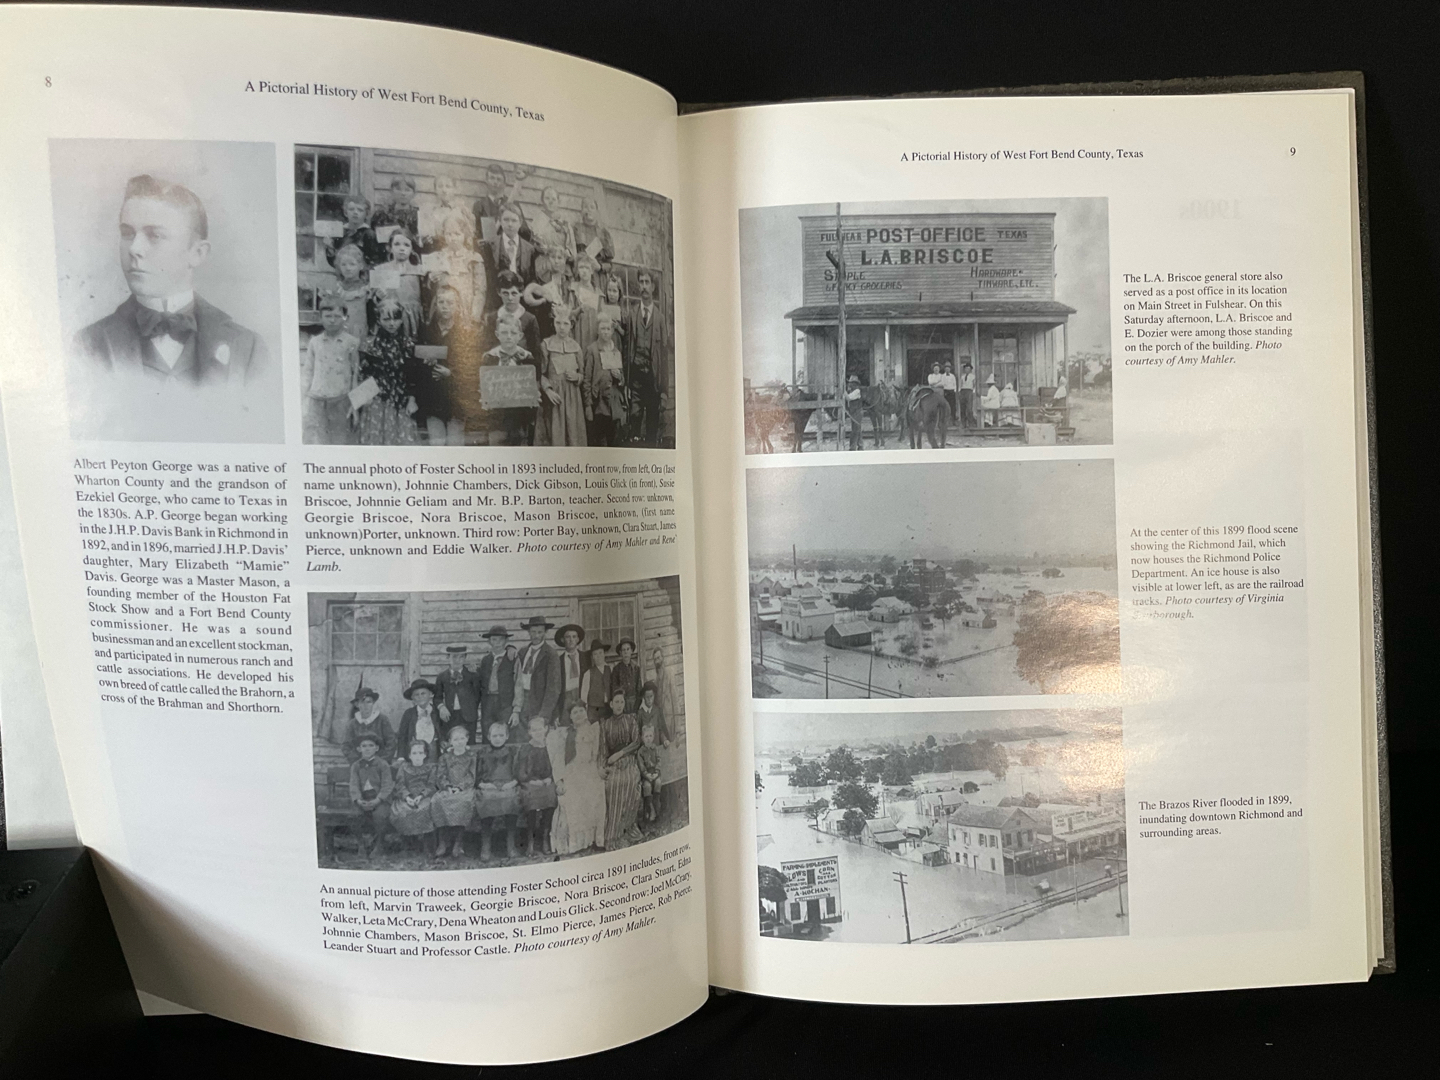 8
A Pictorial History of West Fort Bend County, Texas
Albert Peyton George was a native of
Wharton County and the grandson of
Ezekiel George, who came to Texas in
the 1830s. A.P. George began working
in the J.H.P. Davis Bank in Richmond in
1892, and in 1896, married J.H.P. Davis'
daughter, Mary Elizabeth "Mamie"
Davis. George was a Master Mason, a
founding member of the Houston Fat
Stock Show and a Fort Bend County
commissioner. He was a sound
businessman and an excellent stockman,
and participated in numerous ranch and
cattle associations. He developed his
own breed of cattle called the Brahorn, a
cross of the Brahman and Shorthorn.
The annual photo of Foster School in 1893 included, front row, from left, Ora (last
name unknown), Johnnie Chambers, Dick Gibson, Louis Glick (in front), Susie
Briscoe, Johnnie Geliam and Mr. B.P. Barton, teacher. Second row: unknown,
Georgie Briscoe, Nora Briscoe, Mason Briscoe, unknown, (first name
unknown)Porter, unknown. Third row: Porter Bay, unknown, Clara Stuart, James
Pierce, unknown and Eddie Walker. Photo courtesy of Amy Mahler and Rene'
Lamb.
An annual picture of those attending Foster School circa 1891 includes, front row,
from left, Marvin Traweek, Georgie Briscoe, Nora Briscoe, Clara Stuart, Edna
Walker, Leta McCrary, Dena Wheaton and Louis Glick. Second row: Joel McCrary,
Johnnie Chambers, Mason Briscoe, St. Elmo Pierce, James Pierce, Rob Pierce,
Leander Stuart and Professor Castle. Photo courtesy of Amy Mahler.
A Pictorial History of West Fort Bend County, Texas
9
POST-OFFICE TEXAS
L.A. BRISCOE
HARDWARE
TINWARE, ETC.
The L.A. Briscoe general store also
served as a post office in its location
on Main Street in Fulshear. On this
Saturday afternoon, L.A. Briscoe and
E. Dozier were among those standing
on the porch of the building. Photo
courtesy of Amy Mahler.
At the center of this 1899 flood scene
showing the Richmond Jail, which
now houses the Richmond Police
Department. An ice house is also
visible at lower left, as are the railroad
tracks. Photo courtesy of Virginia
FARMING IMPLEMENTS
The Brazos River flooded in 1899,
inundating downtown Richmond and
surrounding areas.